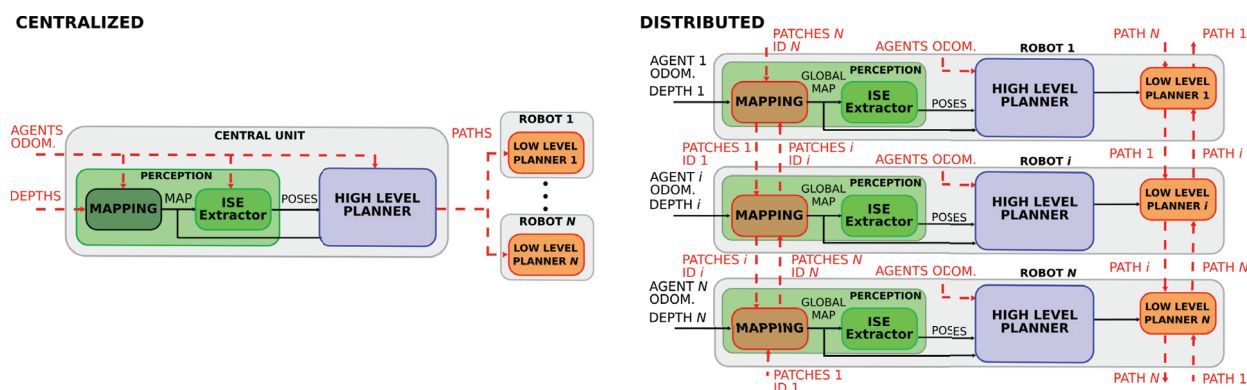 CENTRALIZED
AGENTS
ODOM.
DEPTHS
CENTRAL UNIT
PERCEPTION
MAPPING
MAP
ISE
Extractor
POSES
HIGH LEVEL
PLANNER
PATHS
ROBOT 1
LOW LEVEL
PLANNER 1
ROBOT N
LOW LEVEL
PLANNER N
DISTRIBUTED
PATCHES N
ID N
AGENTS ODOM.
ROBOT 1
PATH N
PATH 1
AGENT 1
ODOM.
DEPTH 1
PERCEPTION
MAPPING
GLOBAL
MAP
ISE
Extractor
POSES
HIGH LEVEL
PLANNER
LOW LEVEL
PLANNER 1
PATCHES 1
ID 1
PATCHES i
ID i
AGENTS ODOM.
ROBOT i
PATH 1
PATH i
AGENT i
ODOM.
DEPTH i
PERCEPTION
MAPPING
GLOBAL
MAP
ISE
Extractor
POSES
HIGH LEVEL
PLANNER
LOW LEVEL
PLANNER i
PATCHES i
ID i
PATCHES N
ID N
AGENTS ODOM.
ROBOT N
PATH i
PATH N
AGENT N
ODOM.
DEPTH N
PERCEPTION
MAPPING
GLOBAL
MAP
ISE
Extractor
POSES
HIGH LEVEL
PLANNER
LOW LEVEL
PLANNER N
PATCHES 1
ID 1
PATH N
PATH 1